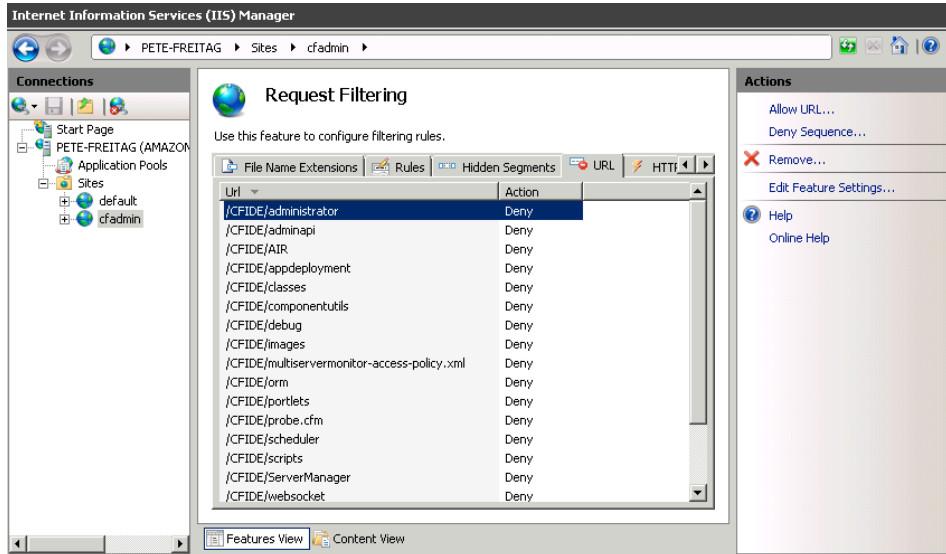 Internet Information Services (IIS) Manager
PETE-FREITAG Sites cfadmin
Connections
Start Page
PETE-FREITAG (AMAZON
Application Pools
Sites
default
cfadmin
Request Filtering
Use this feature to configure filtering rules.
File Name Extensions Rules Hidden Segments URL HTTP
Url Action
/CFIDE/administrator Deny
/CFIDE/adminapi Deny
/CFIDE/AIR Deny
/CFIDE/appdeployment Deny
/CFIDE/classes Deny
/CFIDE/componentutils Deny
/CFIDE/debug Deny
/CFIDE/images Deny
/CFIDE/multiservermonitor-access-policy.xml Deny
/CFIDE/orm Deny
/CFIDE/portlets Deny
/CFIDE/probe.cfm Deny
/CFIDE/scheduler Deny
/CFIDE/scripts Deny
/CFIDE/ServerManager Deny
/CFIDE/websocket Deny
Features View Content View
Actions
Allow URL...
Deny Sequence...
Remove...
Edit Feature Settings...
Help
Online Help